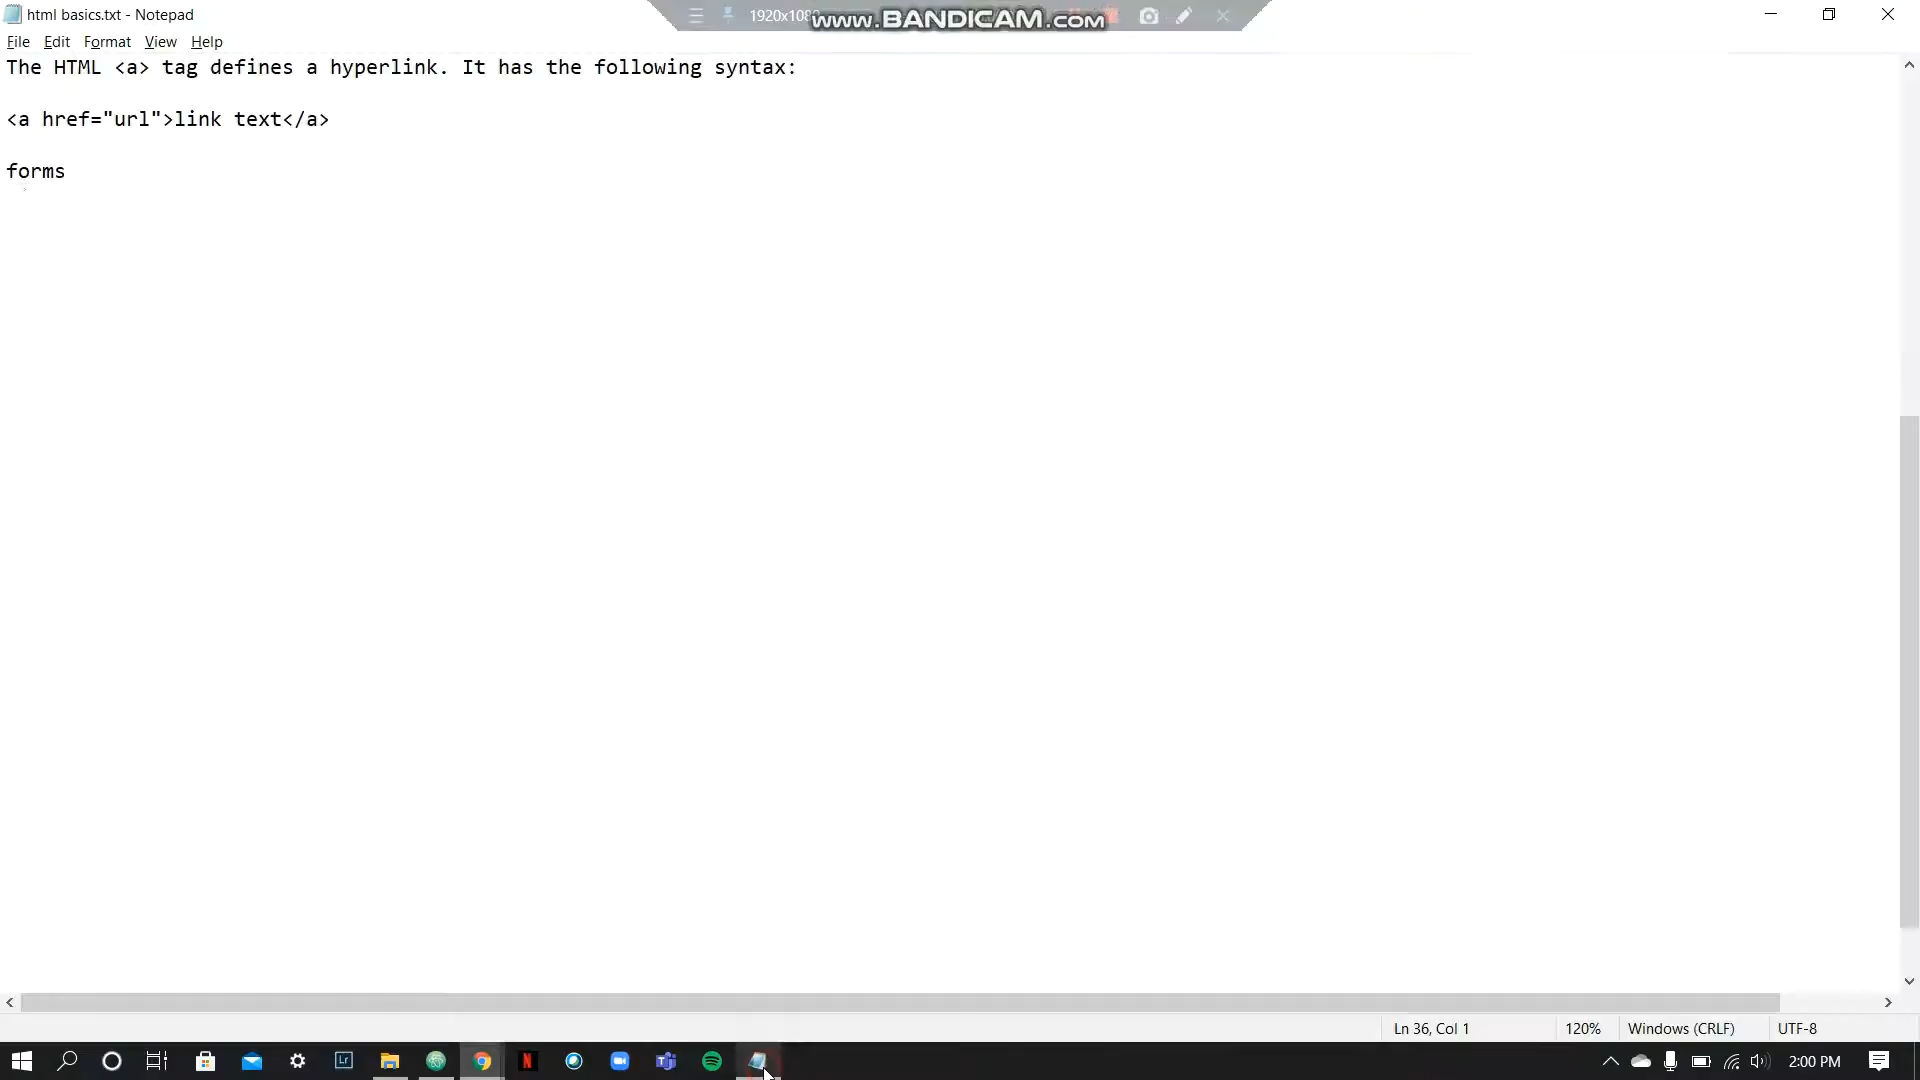 html basics.txt - Notepad
1920x108
www.BANDICAM.com
File Edit Format View Help
The HTML <a> tag defines a hyperlink. It has the following syntax:
<a href="url">link text</a>
forms
Ln 36, Col 1
120%
Windows (CRLF)
UTF-8
Lr
N
2:00 PM